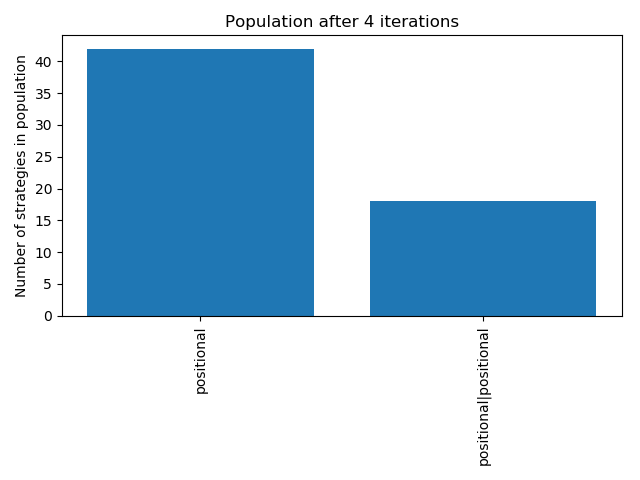 Population after 4 iterations
Number of strategies in population
40
35
30
25
20
15
10
5
0
positional
positional|positional